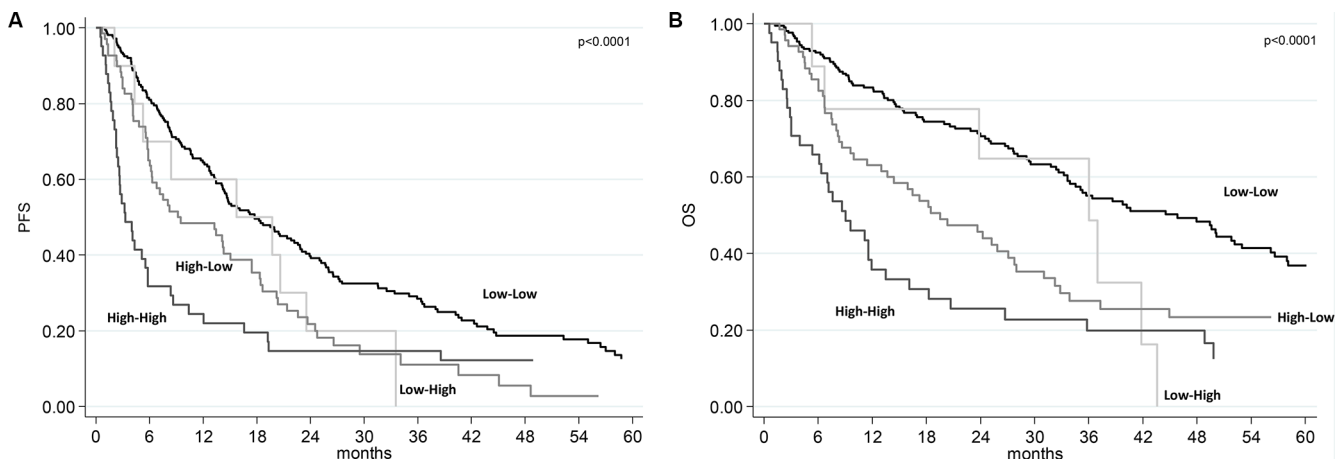 A
p<0.0001
1.00
0.80
0.60
0.40
0.20
0.00
PFS
High-Low
Low-Low
High-High
Low-High
0 6 12 18 24 30 36 42 48 54 60
months
B
p<0.0001
1.00
0.80
0.60
0.40
0.20
0.00
OS
Low-Low
High-High
High-Low
Low-High
0 6 12 18 24 30 36 42 48 54 60
months